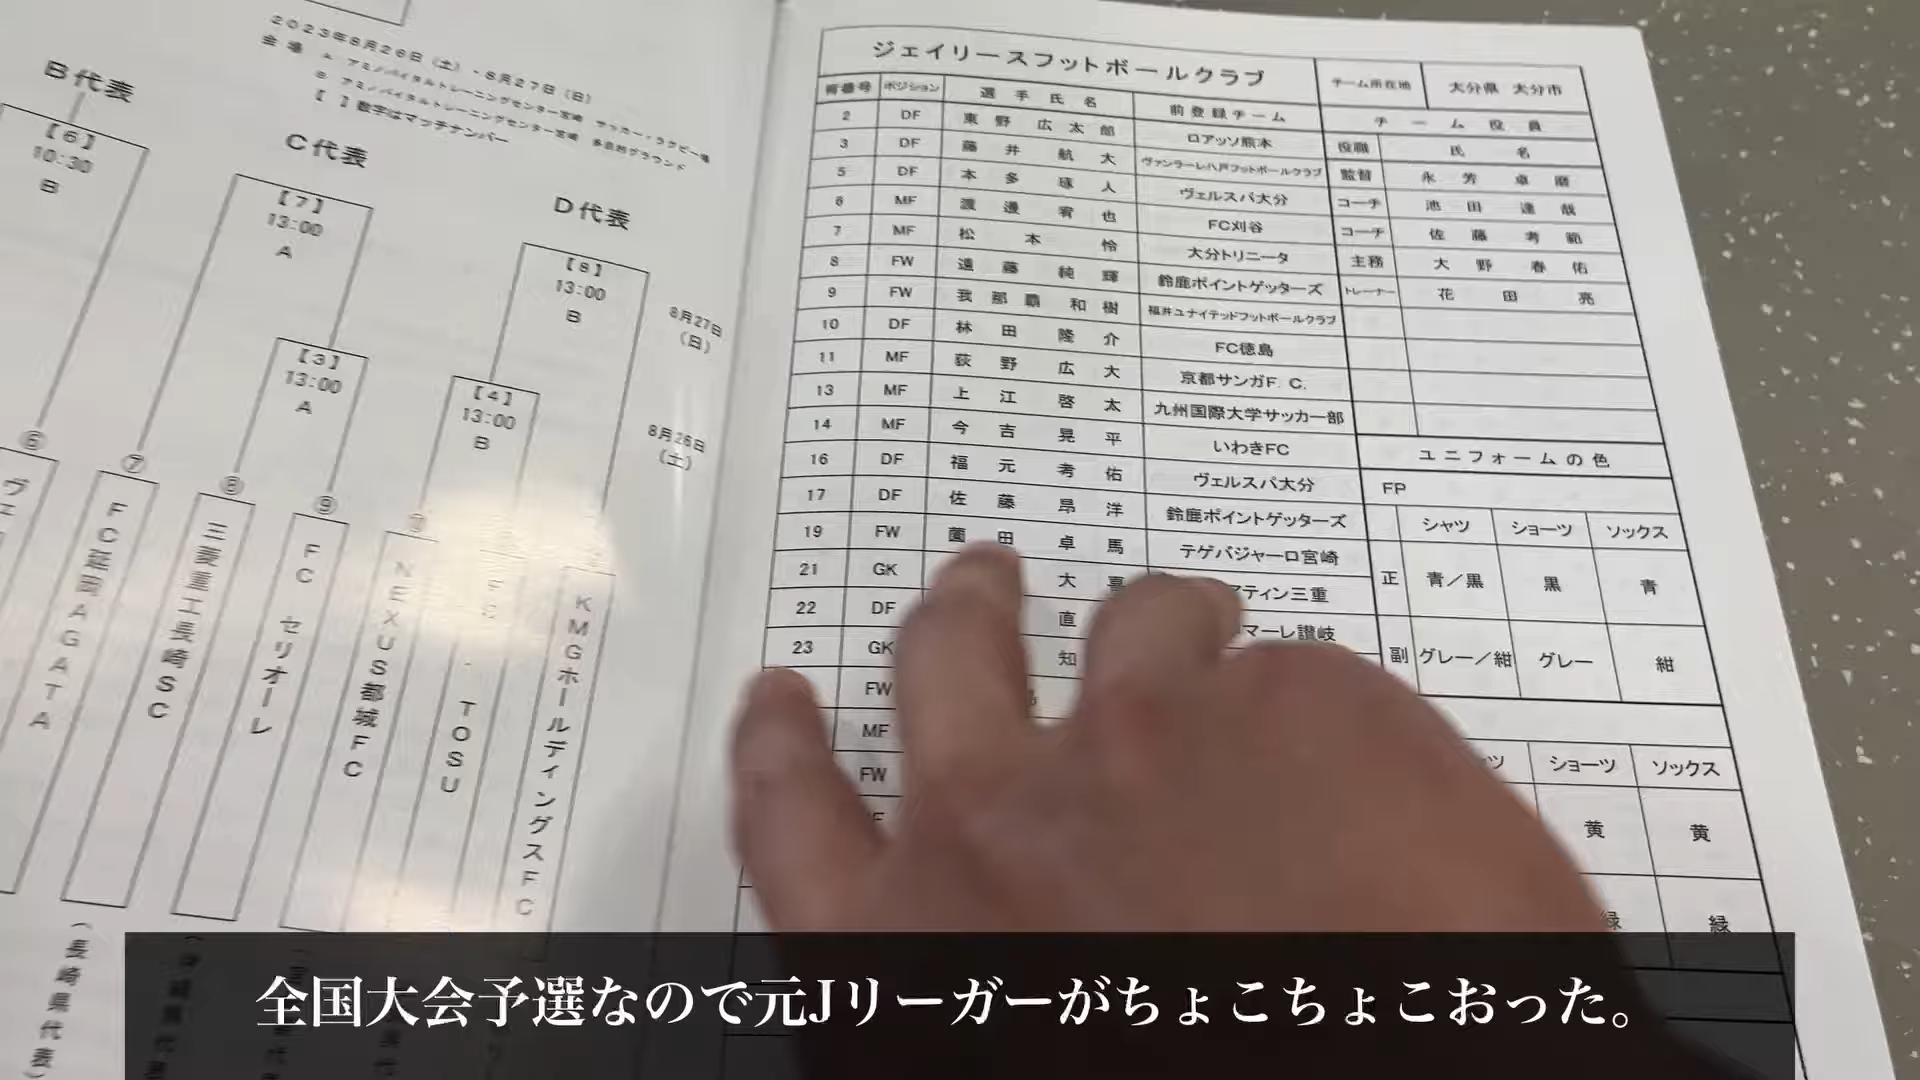 2023年8月26日（土）・8月27日（日）
会場
A アミノバイタルトレーニングセンター宮崎 サッカー・ラグビー場
B アミノバイタルトレーニングセンター宮崎 多目的グラウンド
【 】数字はマッチナンバー
B代表
【6】
10:30
B
C代表
【7】
13:00
A
D代表
【8】
13:00
B
8月27日
（日）
【3】
13:00
A
【4】
13:00
B
8月26日
（土）
⑥
⑦
⑧
⑨
ヴェ
FC延岡AGATA
三菱重工長崎SC
FC セリオーレ
NEXUS都城FC
TOSU
KMGホールディングスFC
（長崎県代表）
ジェイリースフットボールクラブ
チーム所在地 大分県 大分市
背番号 ポジション 選手氏名 前登録チーム
2 DF 東野 広太郎 ロアッソ熊本
3 DF 藤井 航大 ヴァンラーレ八戸フットボールクラブ
5 DF 本多 琢人 ヴェルスパ大分
6 MF 渡邊 宥也 FC刈谷
7 MF 松本 怜 大分トリニータ
8 FW 遠藤 純輝 鈴鹿ポイントゲッターズ
9 FW 我那覇 和樹 福井ユナイテッドフットボールクラブ
10 DF 林田 隆介 FC徳島
11 MF 荻野 広大 京都サンガF.C.
13 MF 上江 啓太 九州国際大学サッカー部
14 MF 今吉 晃平 いわきFC
16 DF 福元 考佑 ヴェルスパ大分
17 DF 佐藤 昂洋 鈴鹿ポイントゲッターズ
19 FW 薗田 卓馬 テゲバジャーロ宮崎
21 GK 大喜 アティン三重
22 DF 直 マーレ讃岐
23 GK 知
FW
MF
FW
チーム役員
役職 氏名
監督 永芳 卓磨
コーチ 池田 達哉
コーチ 佐藤 考範
主務 大野 春佑
トレーナー 花田 亮
ユニフォームの色
FP
シャツ ショーツ ソックス
正 青／黒 黒 青
副 グレー／紺 グレー 紺
ショーツ ソックス
黄 黄
緑 緑
全国大会予選なので元Jリーガーがちょこちょこおった。